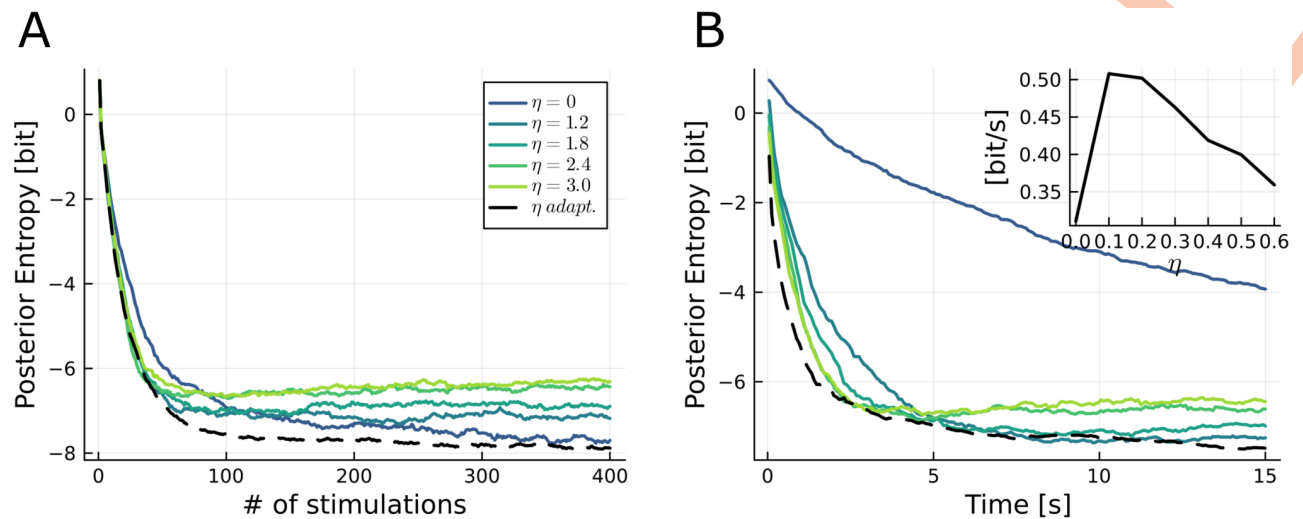 A
B
Posterior Entropy [bit]
0
−2
−4
−6
−8
0
100
200
300
400
# of stimulations
η = 0
η = 1.2
η = 1.8
η = 2.4
η = 3.0
η adapt.
Posterior Entropy [bit]
0
−2
−4
−6
0
5
10
15
Time [s]
[bit/s]
0.50
0.45
0.40
0.35
0.0 0.1 0.2 0.3 0.4 0.5 0.6
η